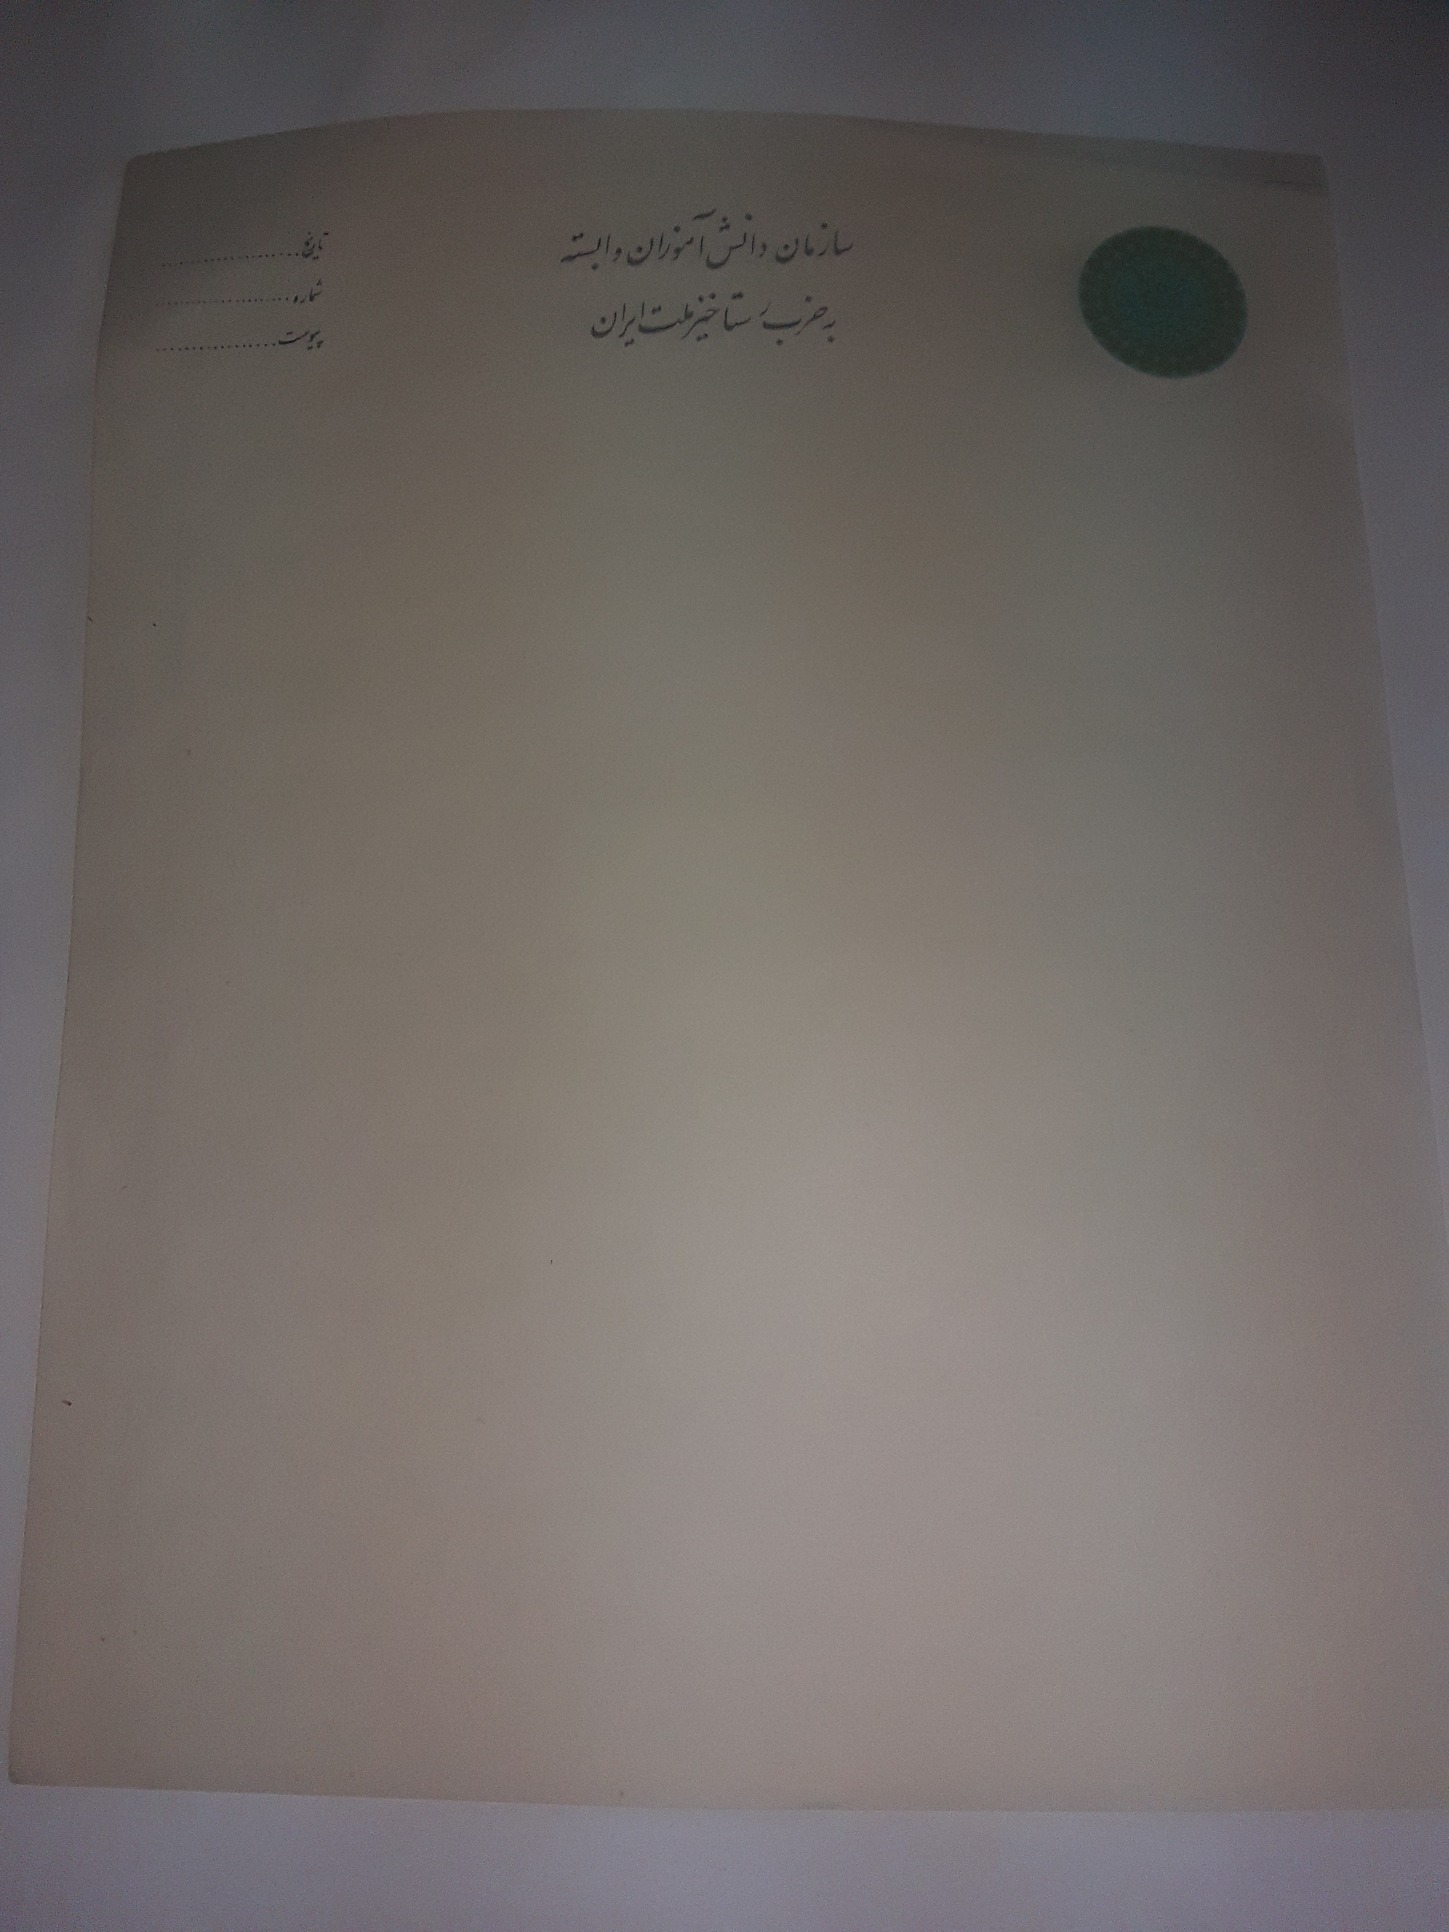 سازمان دانش آموزان وابسته
به حزب رستاخیز ملت ایران
تاریخ....................
شماره....................
پیوست.................